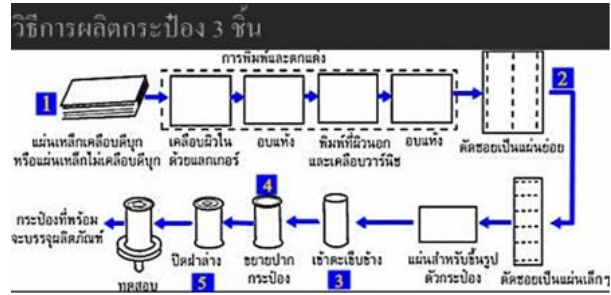 วิธีการผลิตกระป๋อง 3 ชิ้น
การพิมพ์และตกแต่ง
1
2
แผ่นเหล็กเคลือบดีบุก
หรือแผ่นเหล็กไม่เคลือบดีบุก
เคลือบผิวใน
ด้วยแลกเกอร์
อบแห้ง
พิมพ์ที่ผิวนอก
และเคลือบวาร์นิช
อบแห้ง
ตัดซอยเป็นแผ่นย่อย
4
กระป๋องที่พร้อม
จะบรรจุผลิตภัณฑ์
ทดสอบ
ปิดฝาล่าง
5
ขยายปาก
กระป๋อง
เข้าตะเข็บข้าง
3
แผ่นสำหรับขึ้นรูป
ตัวกระป๋อง
ตัดซอยเป็นแผ่นเล็กๆ